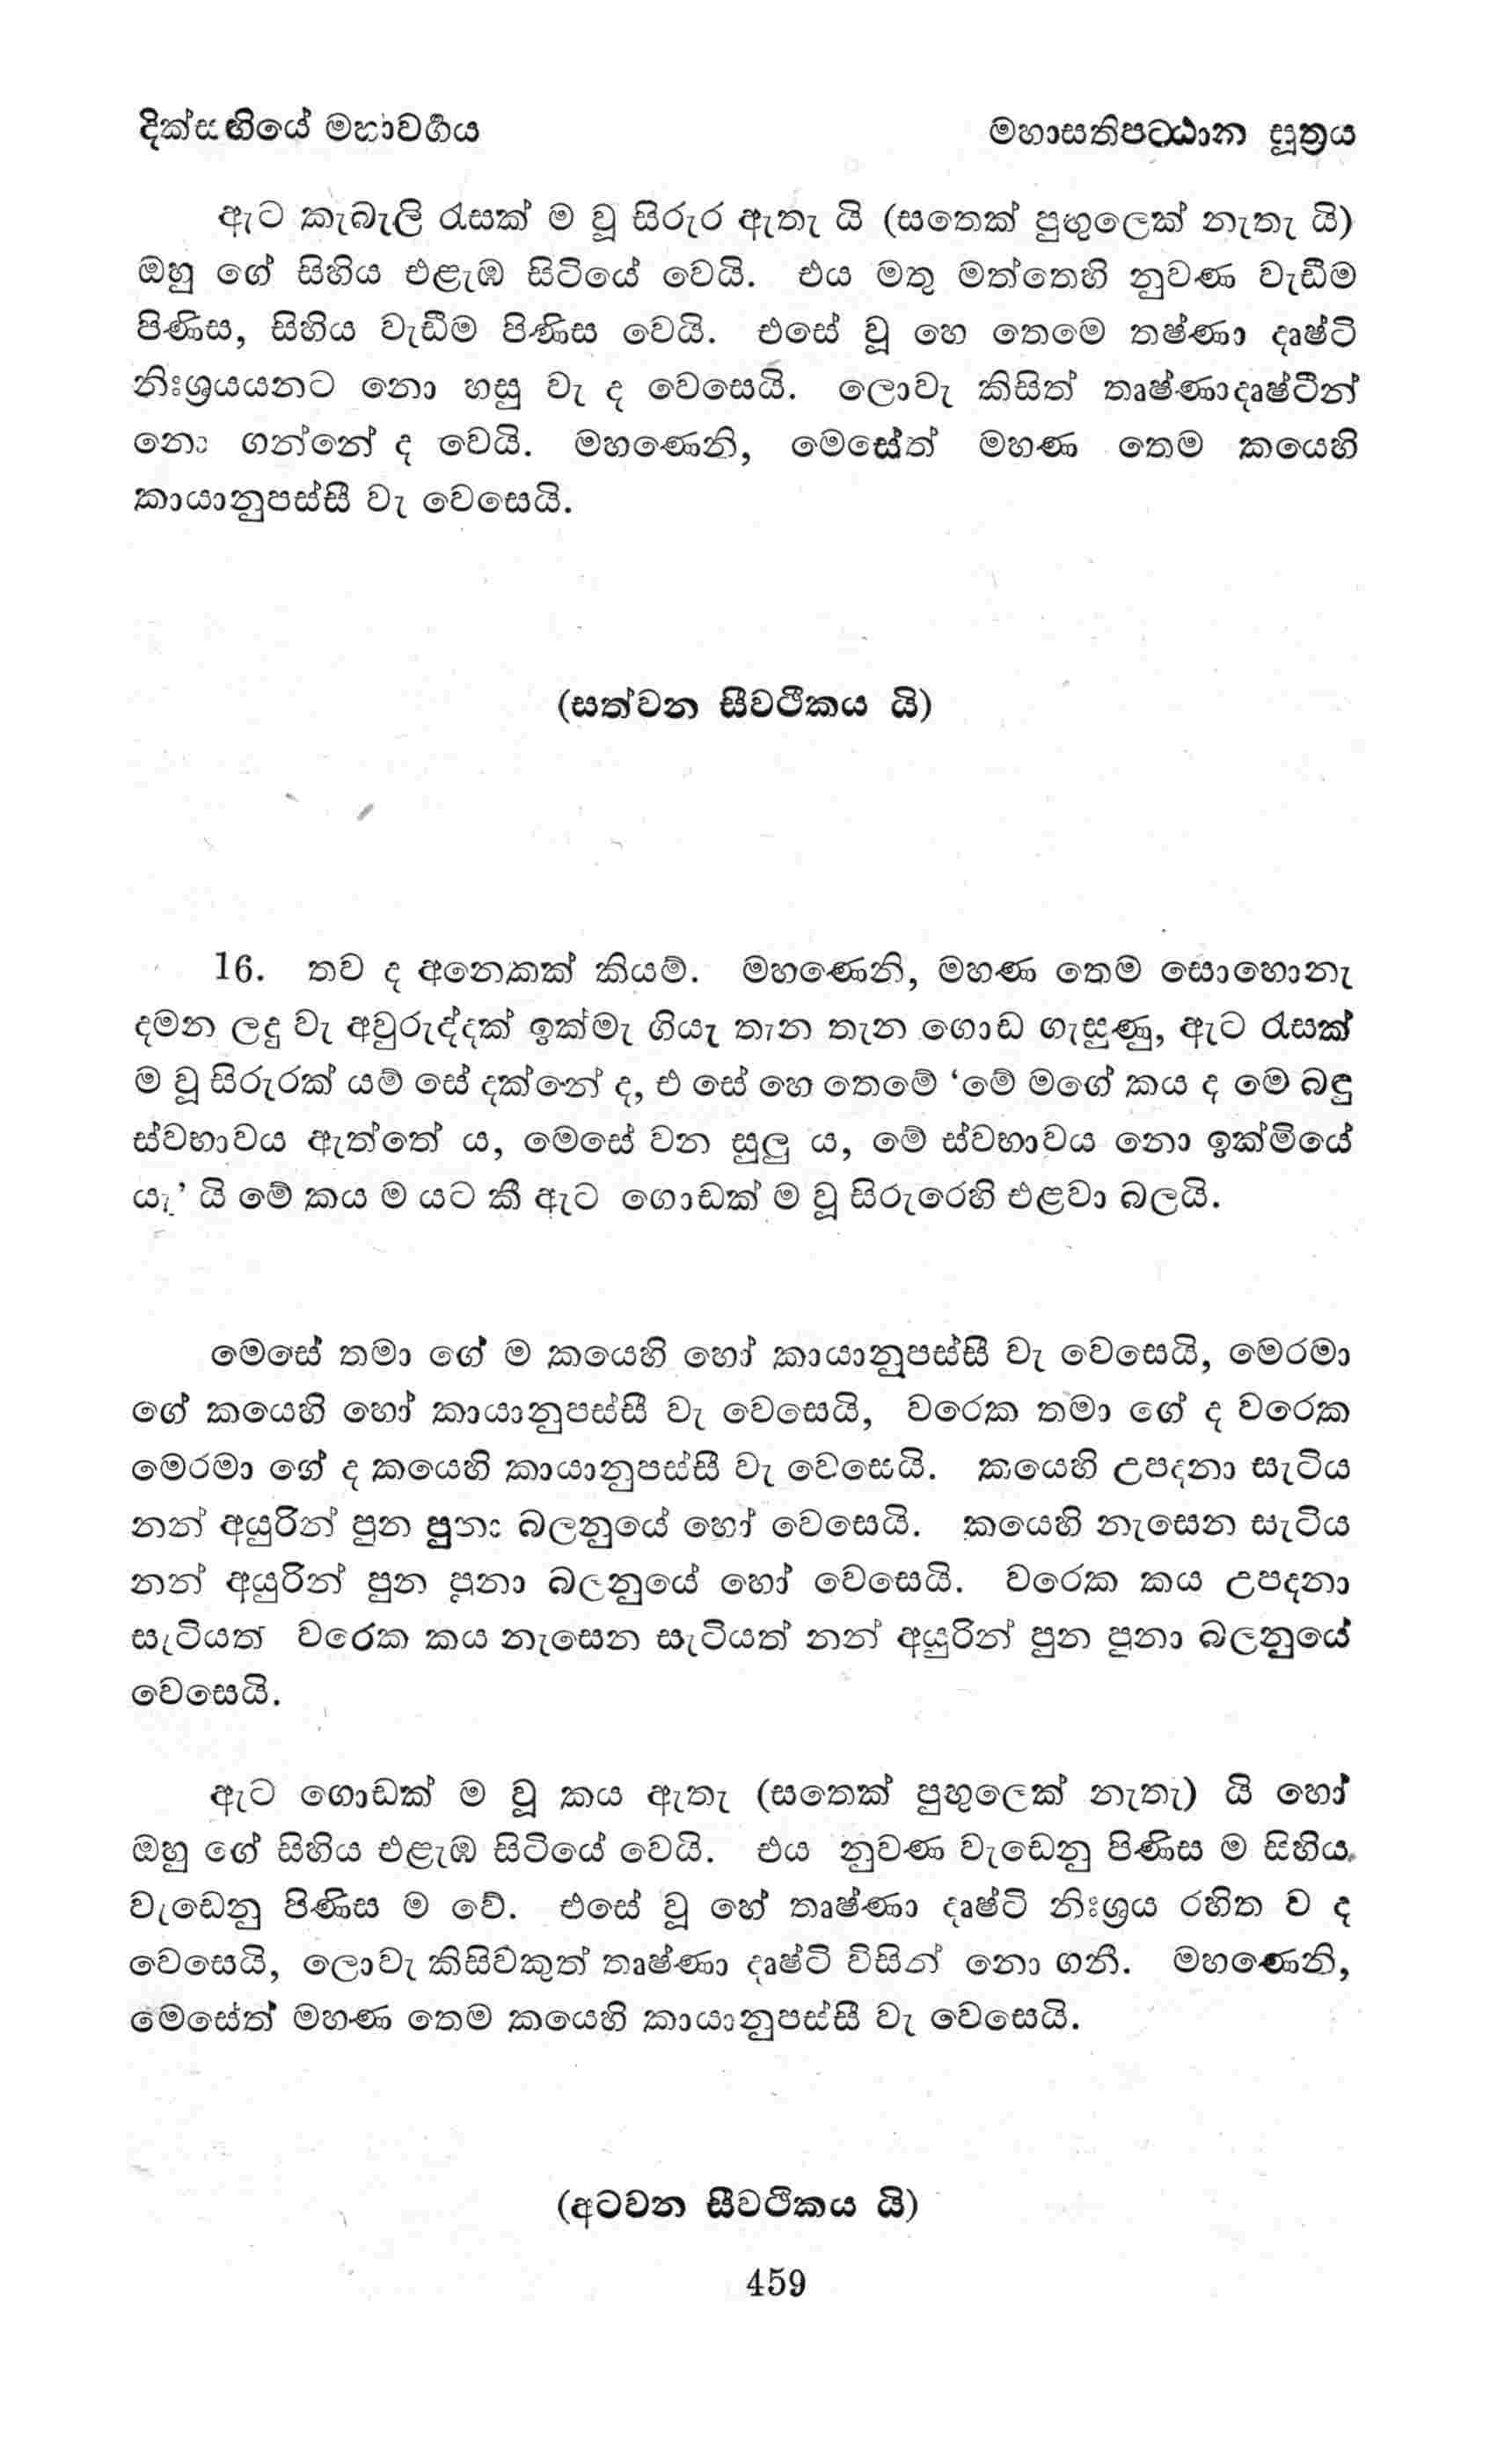 දික්සඟියේ මහාවර්‍ගය
මහාසතිපට්ඨාන සූත්‍රය
ඇට කැබැලි රැසක් ම වූ සිරුර ඇතැ යි (සතෙක් පුඟුලෙක් නැතැ යි)
ඔහු ගේ සිහිය එළැඹ සිටියේ වෙයි. එය මතු මත්තෙහි නුවණ වැඩීම
පිණිස, සිහිය වැඩීම පිණිස වෙයි. එසේ වූ හෙ තෙමෙ තෂ්ණා දෘෂ්ටි
නිඃශ්‍රයයනට නො හසු වැ ද වෙසෙයි. ලොවැ කිසිත් තෘෂ්ණාදෘෂ්ටීන්
නො ගන්නේ ද වෙයි. මහණෙනි, මෙසේත් මහණ තෙම කයෙහි
කායානුපස්සී වැ වෙසෙයි.
(සත්වන සීවථිකය යි)
16. තව ද අනෙකක් කියම්. මහණෙනි, මහණ තෙම සොහොනැ
දමන ලදු වැ අවුරුද්දක් ඉක්මැ ගියැ තැන තැන ගොඩ ගැසුණු, ඇට රැසක්
ම වූ සිරුරක් යම් සේ දක්නේ ද, එ සේ හෙ තෙමේ ‘මේ මගේ කය ද මෙ බඳු
ස්වභාවය ඇත්තේ ය, මෙසේ වන සුලු ය, මේ ස්වභාවය නො ඉක්මියේ
යැ’ යි මේ කය ම යට කී ඇට ගොඩක් ම වූ සිරුරෙහි එළවා බලයි.
මෙසේ තමා ගේ ම කයෙහි හෝ කායානුපස්සී වැ වෙසෙයි, මෙරමා
ගේ කයෙහි හෝ කායානුපස්සී වැ වෙසෙයි, වරෙක තමා ගේ ද වරෙක
මෙරමා ගේ ද කයෙහි කායානුපස්සී වැ වෙසෙයි. කයෙහි උපදනා සැටිය
නන් අයුරින් පුන පුනා බලනුයේ හෝ වෙසෙයි. කයෙහි නැසෙන සැටිය
නන් අයුරින් පුන පුනා බලනුයේ හෝ වෙසෙයි. වරෙක කය උපදනා
සැටියත් වරෙක කය නැසෙන සැටියත් නන් අයුරින් පුන පුනා බලනුයේ
වෙසෙයි.
ඇට ගොඩක් ම වූ කය ඇතැ (සතෙක් පුඟුලෙක් නැතැ) යි හෝ
ඔහු ගේ සිහිය එළැඹ සිටියේ වෙයි. එය නුවණ වැඩෙනු පිණිස ම සිහිය
වැඩෙනු පිණිස ම වේ. එසේ වූ හේ තෘෂ්ණා දෘෂ්ටි නිඃශ්‍රය රහිත ව ද
වෙසෙයි, ලොවැ කිසිවකුත් තෘෂ්ණා දෘෂ්ටි විසින් නො ගනී. මහණෙනි,
මෙසේත් මහණ තෙම කයෙහි කායානුපස්සී වැ වෙසෙයි.
(අටවන සීවථිකය යි)
459